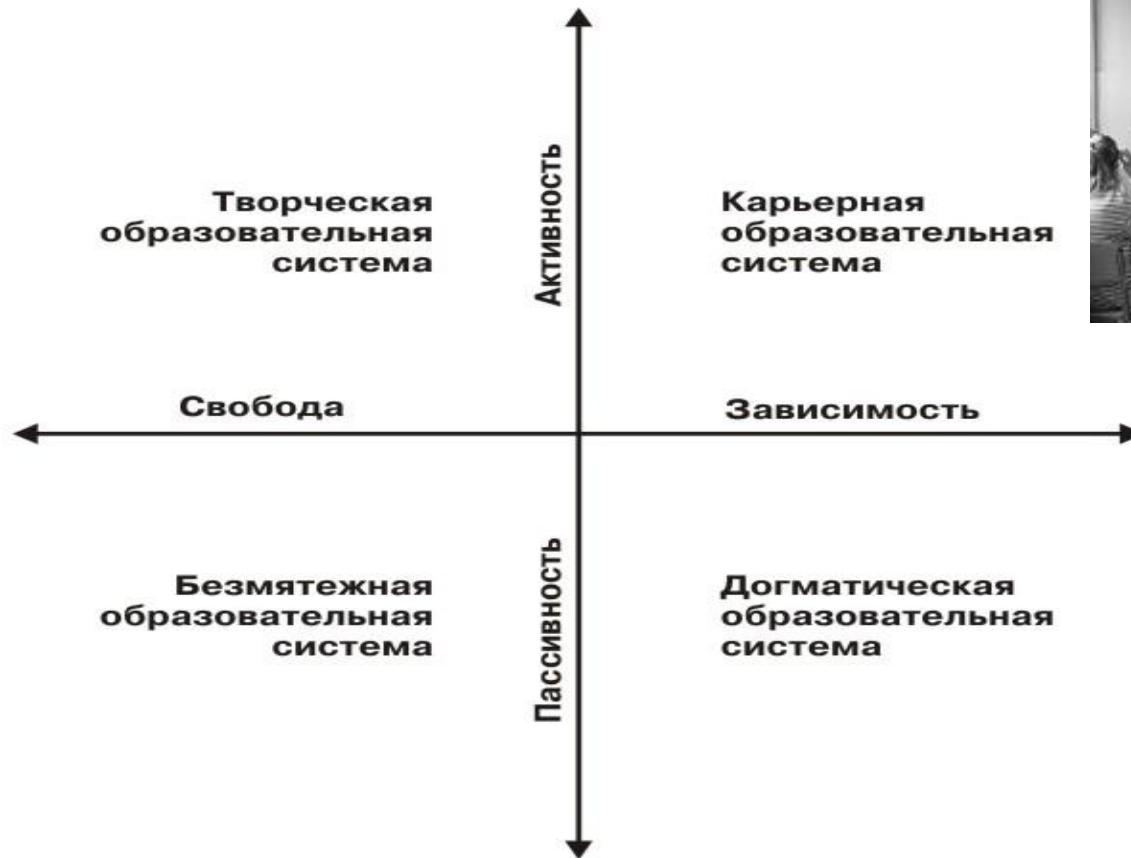 Активность
Творческая
образовательная
система
Карьерная
образовательная
система
Свобода
Зависимость
Пассивность
Безмятежная
образовательная
система
Догматическая
образовательная
система